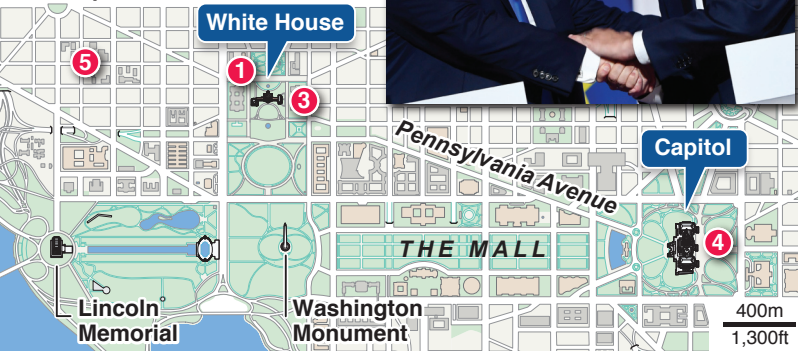 White House
5
1
3
Pennsylvania Avenue
Capitol
THE MALL
4
Lincoln
Memorial
Washington
Monument
400m
1,300ft